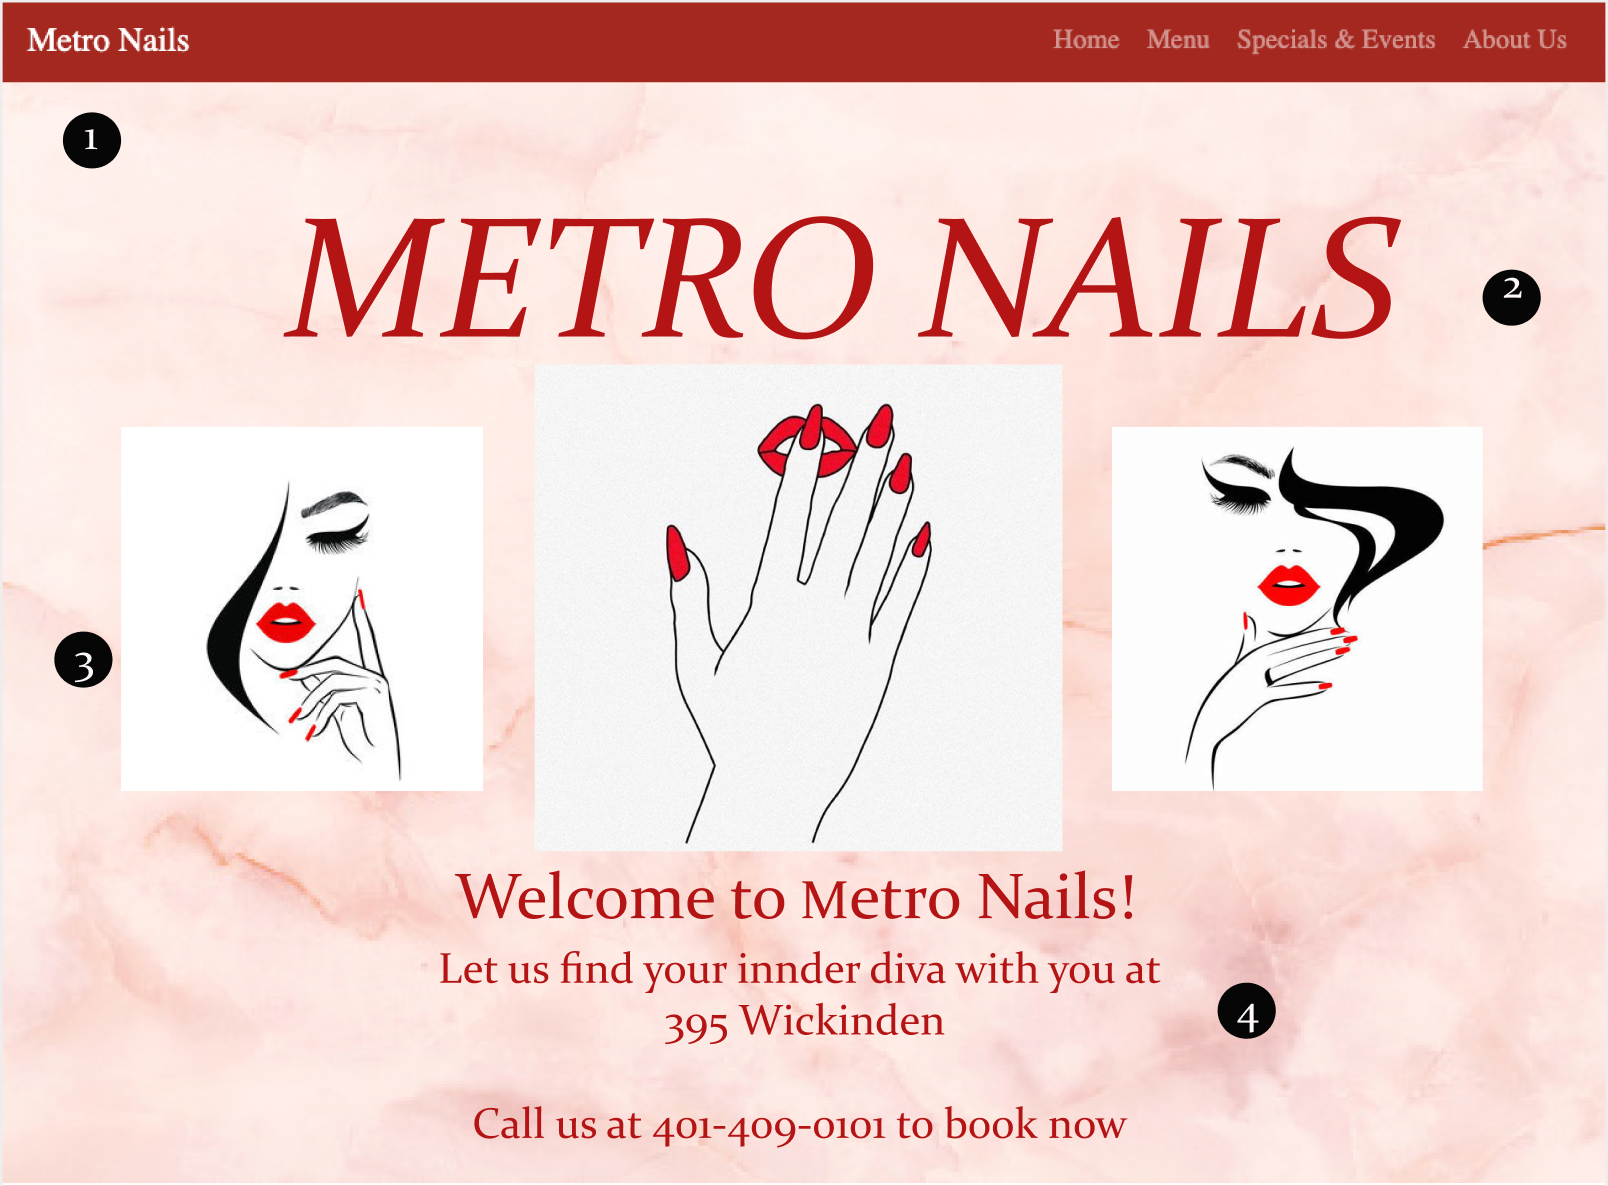 Metro Nails Home Menu Specials & Events About Us
1
METRO NAILS
2
3
Welcome to Metro Nails!
Let us find your innder diva with you at
395 Wickinden
4
Call us at 401-409-0101 to book now